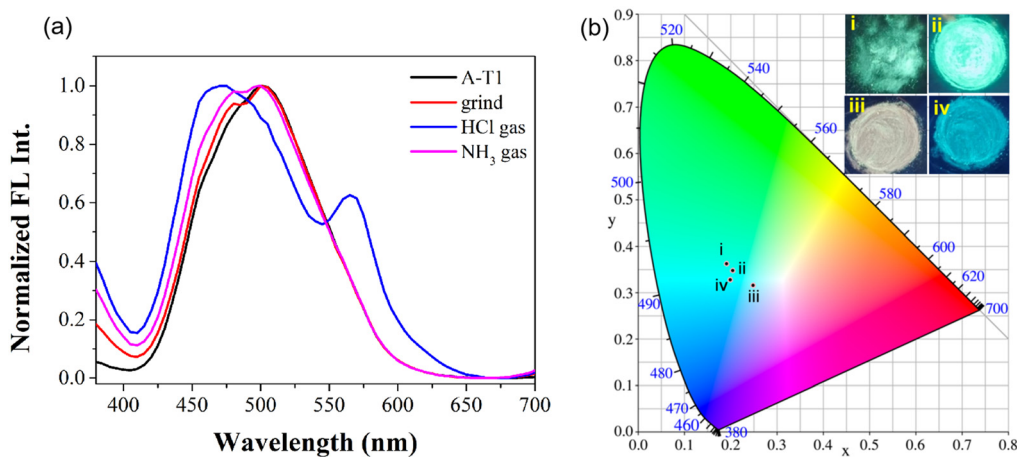 (a)
Normalized FL Int.
1.0
0.8
0.6
0.4
0.2
0.0
A-T1
grind
HCl gas
NH3 gas
400 450 500 550 600 650 700
Wavelength (nm)
(b)
y
0.9
0.8
0.7
0.6
0.5
0.4
0.3
0.2
0.1
0.0
520
540
560
580
600
620
700
500
490
480
470
460
380
i ii
iii iv
i
ii
iv
iii
0.0 0.1 0.2 0.3 0.4 0.5 0.6 0.7 0.8
x